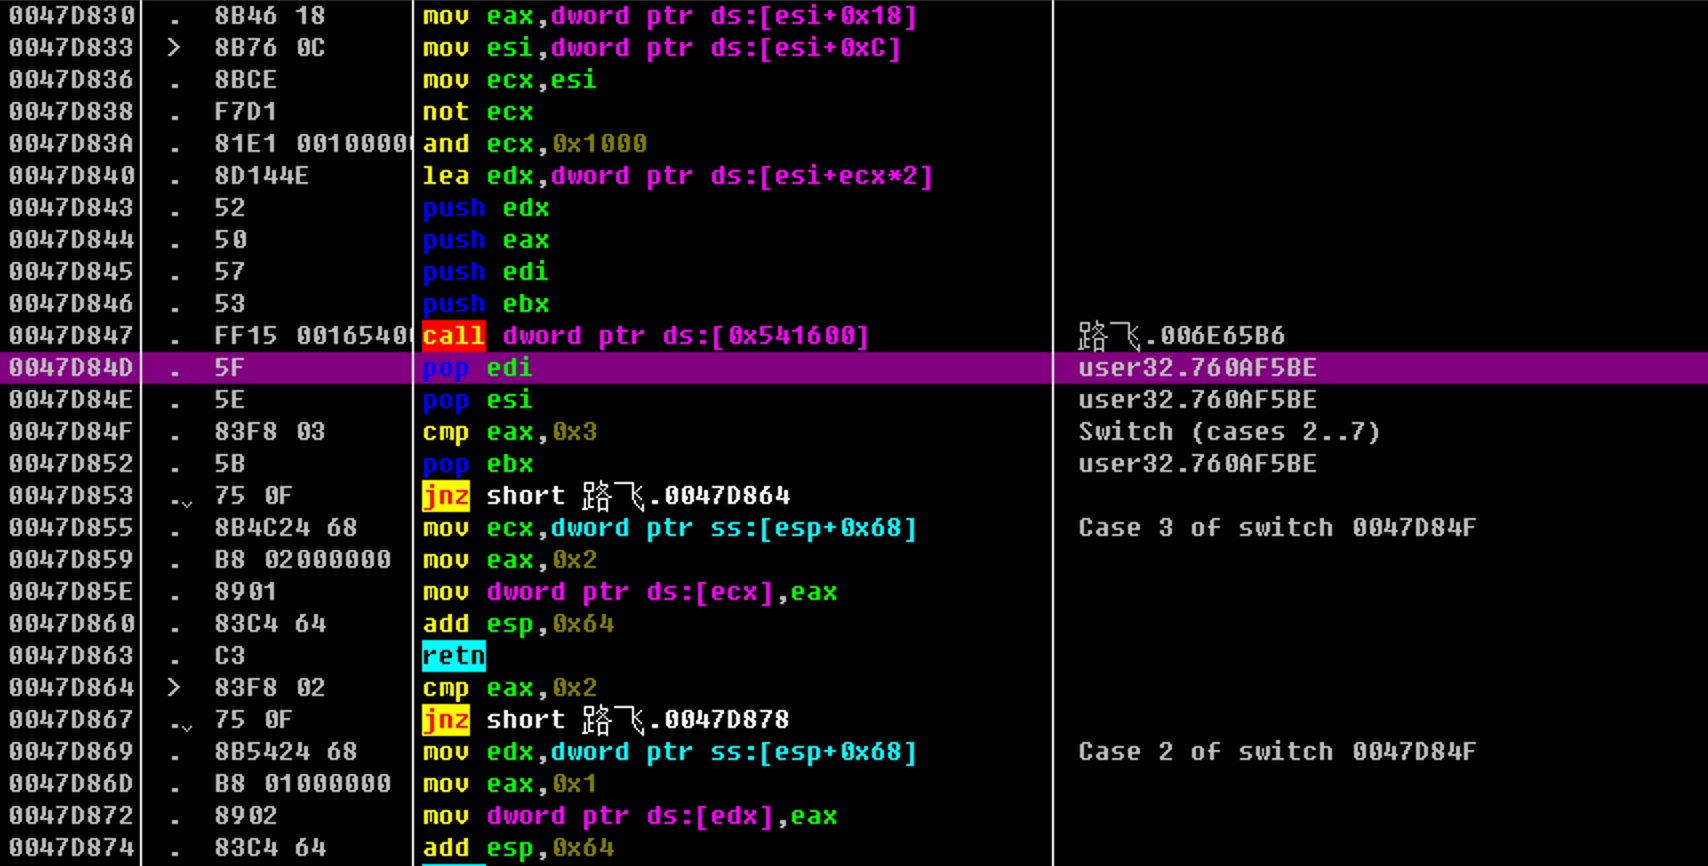 0047D830 . 8B46 18 mov eax,dword ptr ds:[esi+0x18]
0047D833 > 8B76 0C mov esi,dword ptr ds:[esi+0xC]
0047D836 . 8BCE mov ecx,esi
0047D838 . F7D1 not ecx
0047D83A . 81E1 0010000 and ecx,0x1000
0047D840 . 8D144E lea edx,dword ptr ds:[esi+ecx*2]
0047D843 . 52 push edx
0047D844 . 50 push eax
0047D845 . 57 push edi
0047D846 . 53 push ebx
0047D847 . FF15 0016540 call dword ptr ds:[0x541600] 路飞.006E65B6
0047D84D . 5F pop edi user32.760AF5BE
0047D84E . 5E pop esi user32.760AF5BE
0047D84F . 83F8 03 cmp eax,0x3 Switch (cases 2..7)
0047D852 . 5B pop ebx user32.760AF5BE
0047D853 .⌄ 75 0F jnz short 路飞.0047D864
0047D855 . 8B4C24 68 mov ecx,dword ptr ss:[esp+0x68] Case 3 of switch 0047D84F
0047D859 . B8 02000000 mov eax,0x2
0047D85E . 8901 mov dword ptr ds:[ecx],eax
0047D860 . 83C4 64 add esp,0x64
0047D863 . C3 retn
0047D864 > 83F8 02 cmp eax,0x2
0047D867 .⌄ 75 0F jnz short 路飞.0047D878
0047D869 . 8B5424 68 mov edx,dword ptr ss:[esp+0x68] Case 2 of switch 0047D84F
0047D86D . B8 01000000 mov eax,0x1
0047D872 . 8902 mov dword ptr ds:[edx],eax
0047D874 . 83C4 64 add esp,0x64